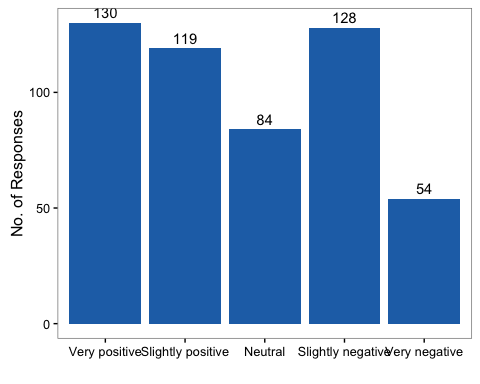 130
119
84
128
54
100
50
0
No. of Responses
Very positive
Slightly positive
Neutral
Slightly negative
Very negative